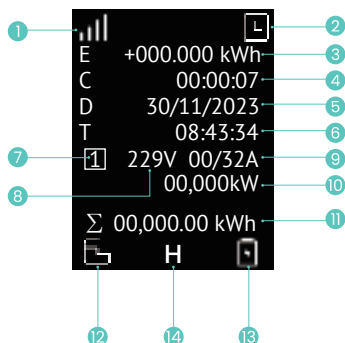 1 2
E +000.000 kWh 3
C 00:00:07 4
D 30/11/2023 5
T 08:43:34 6
7 1 229V 00/32A 9
8 00,000kW 10
Σ 00,000.00 kWh 11
H
12 14 13